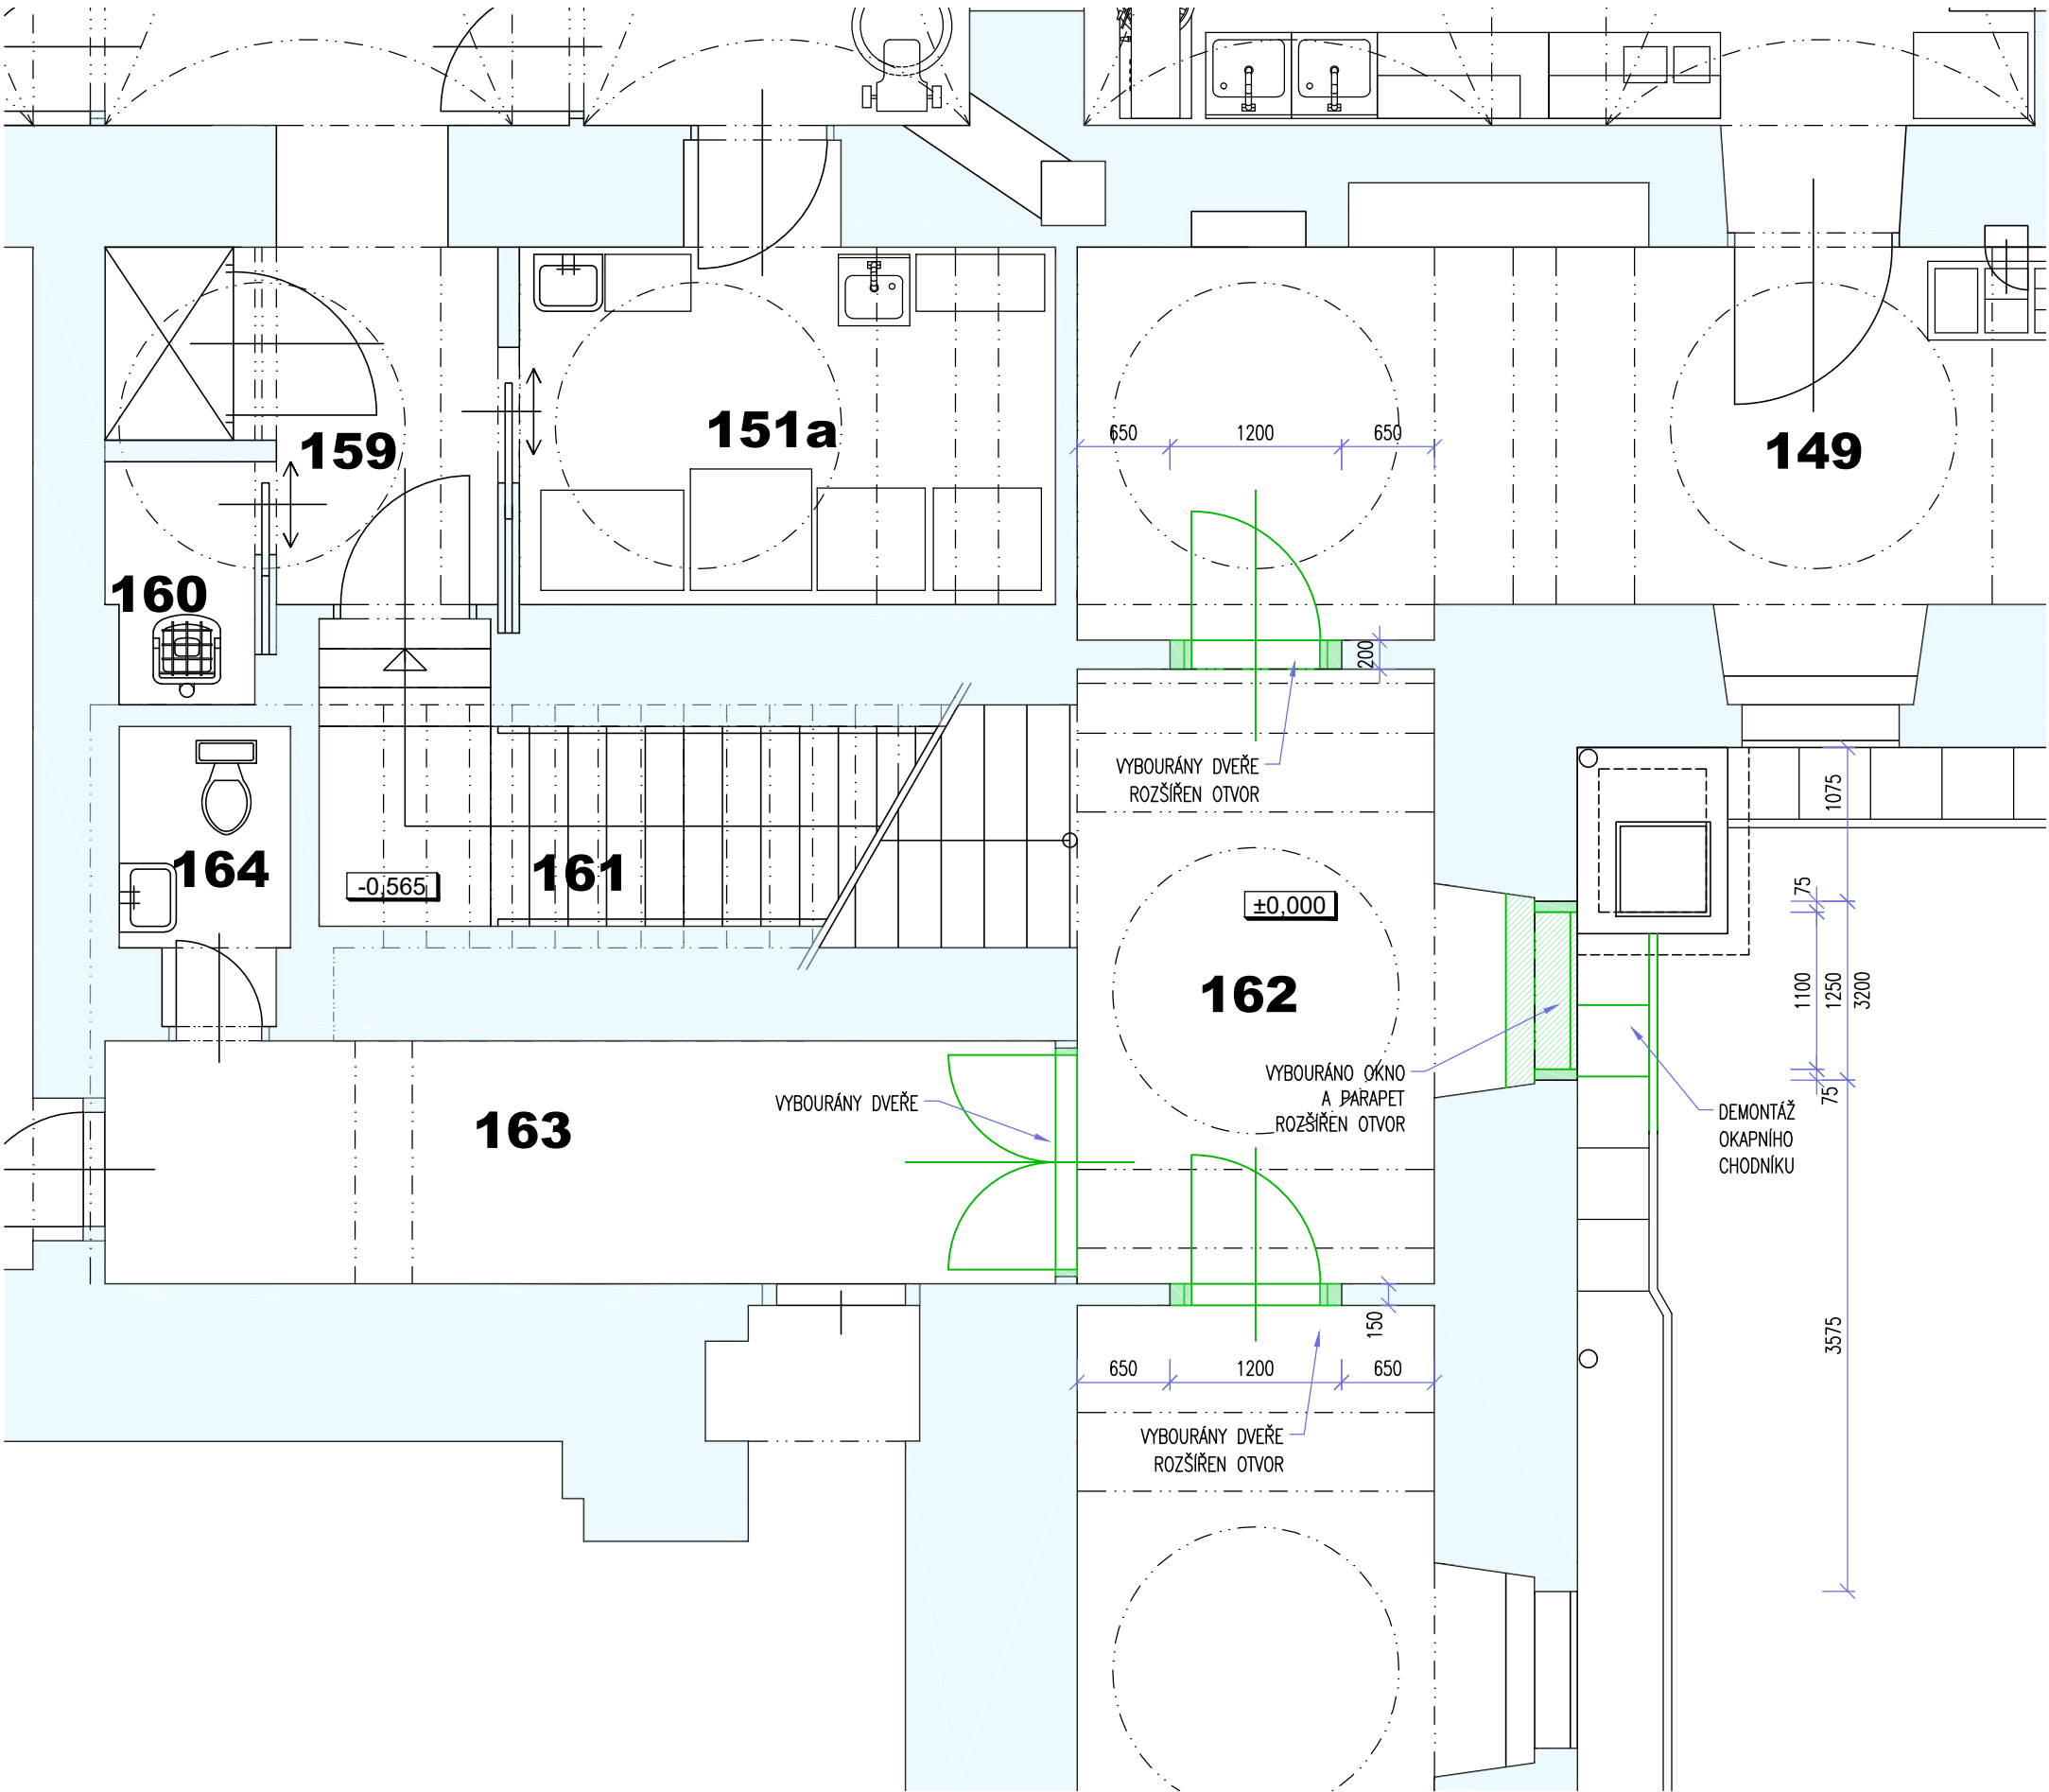 151a
159
149
650
1200
650
160
200
VYBOURÁNY DVEŘE
ROZŠÍŘEN OTVOR
1075
164
-0,565
161
±0,000
75
162
1100
1250
3200
VYBOURÁNO OKNO
A PARAPET
ROZŠÍŘEN OTVOR
75
VYBOURÁNY DVEŘE
163
DEMONTÁŽ
OKAPNÍHO
CHODNÍKU
150
3575
650
1200
650
VYBOURÁNY DVEŘE
ROZŠÍŘEN OTVOR